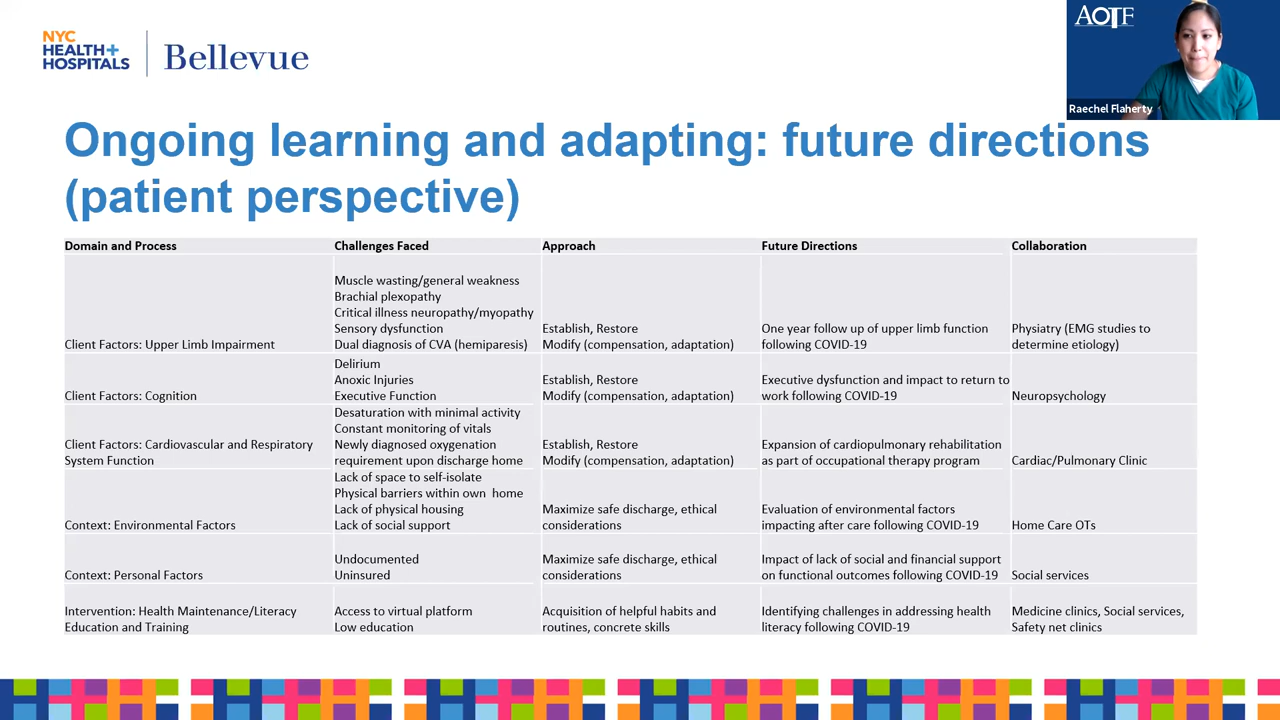 NYC
HEALTH+
HOSPITALS
Bellevue
AOTF
Raechel Flaherty
Ongoing learning and adapting: future directions
(patient perspective)
Domain and Process
Challenges Faced
Approach
Future Directions
Collaboration
Client Factors: Upper Limb Impairment
Muscle wasting/general weakness
Brachial plexopathy
Critical illness neuropathy/myopathy
Sensory dysfunction
Dual diagnosis of CVA (hemiparesis)
Establish, Restore
Modify (compensation, adaptation)
One year follow up of upper limb function
following COVID-19
Physiatry (EMG studies to
determine etiology)
Client Factors: Cognition
Delirium
Anoxic Injuries
Executive Function
Establish, Restore
Modify (compensation, adaptation)
Executive dysfunction and impact to return to
work following COVID-19
Neuropsychology
Client Factors: Cardiovascular and Respiratory
System Function
Desaturation with minimal activity
Constant monitoring of vitals
Newly diagnosed oxygenation
requirement upon discharge home
Establish, Restore
Modify (compensation, adaptation)
Expansion of cardiopulmonary rehabilitation
as part of occupational therapy program
Cardiac/Pulmonary Clinic
Context: Environmental Factors
Lack of space to self-isolate
Physical barriers within own home
Lack of physical housing
Lack of social support
Maximize safe discharge, ethical
considerations
Evaluation of environmental factors
impacting after care following COVID-19
Home Care OTs
Context: Personal Factors
Undocumented
Uninsured
Maximize safe discharge, ethical
considerations
Impact of lack of social and financial support
on functional outcomes following COVID-19
Social services
Intervention: Health Maintenance/Literacy
Education and Training
Access to virtual platform
Low education
Acquisition of helpful habits and
routines, concrete skills
Identifying challenges in addressing health
literacy following COVID-19
Medicine clinics, Social services,
Safety net clinics